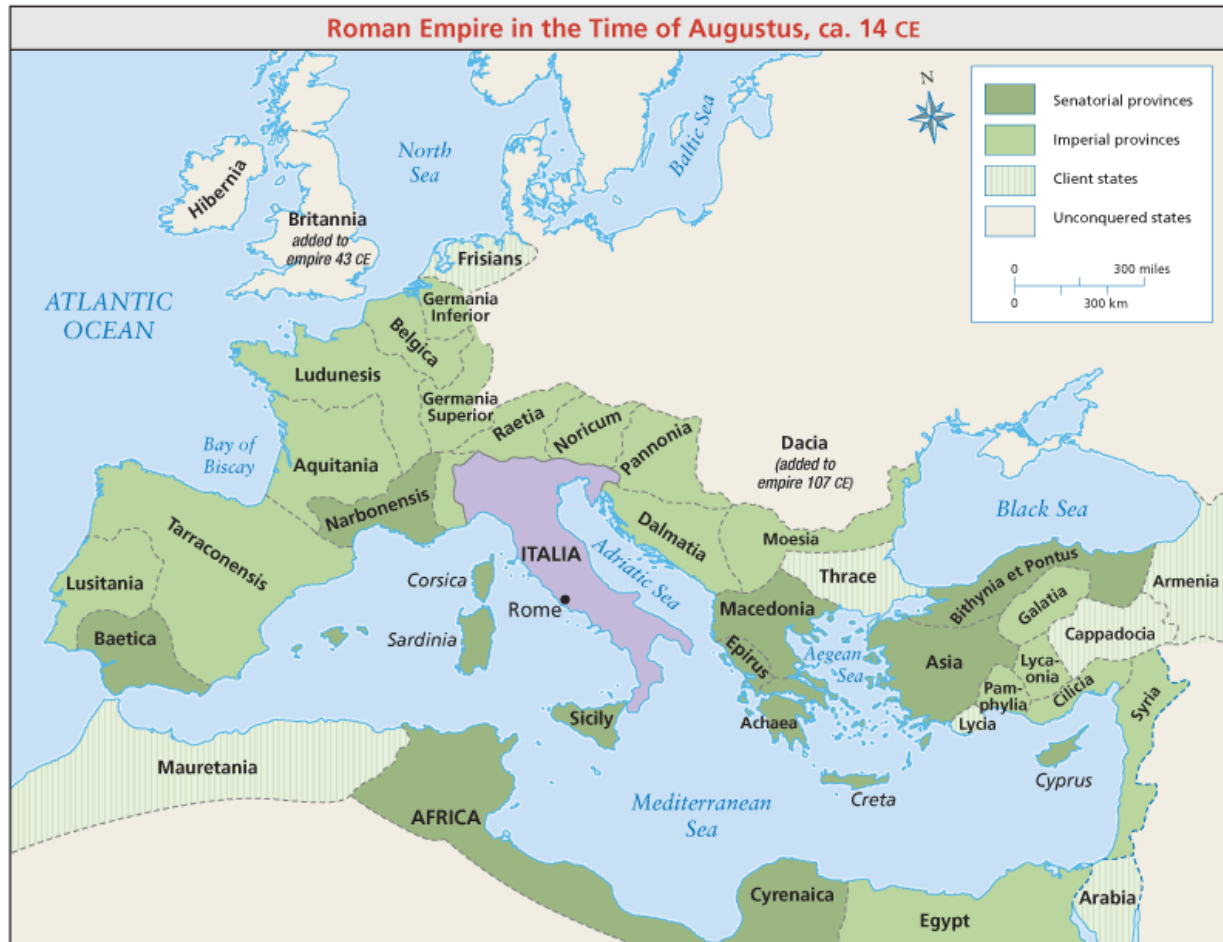 Roman Empire in the Time of Augustus, ca. 14 CE
N
Senatorial provinces
Imperial provinces
Client states
Unconquered states
0
300 miles
0
300 km
North
Sea
Baltic Sea
Hibernia
Britannia
added to
empire 43 CE
ATLANTIC
OCEAN
Frisians
Germania
Inferior
Belgica
Ludunesis
Germania
Superior
Raetia
Noricum
Pannonia
Dacia
(added to
empire 107 CE)
Bay of
Biscay
Aquitania
Narbonensis
Dalmatia
Moesia
Black Sea
Tarraconensis
Lusitania
Baetica
ITALIA
Adriatic Sea
Corsica
Rome
Sardinia
Thrace
Macedonia
Epirus
Aegean
Sea
Bithynia et Pontus
Galatia
Armenia
Cappadocia
Asia
Lyca-
onia
Pam-
phylia
Cilicia
Lycia
Syria
Sicily
Achaea
Cyprus
Creta
Mauretania
AFRICA
Mediterranean
Sea
Cyrenaica
Egypt
Arabia